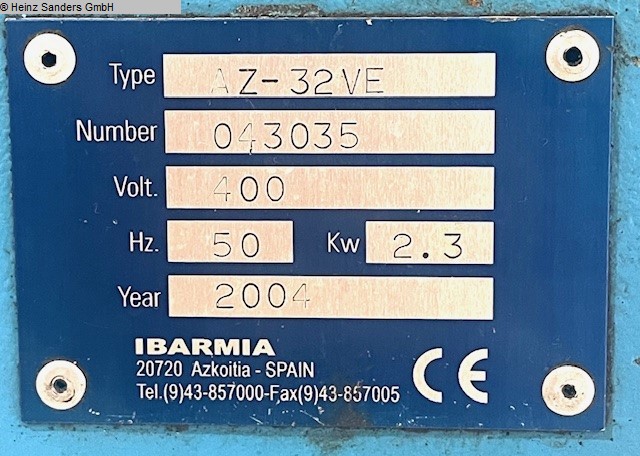 © Heinz Sanders GmbH
Type AZ-32VE
Number 043035
Volt. 400
Hz. 50 Kw 2.3
Year 2004
IBARMIA
20720 Azkoitia - SPAIN
Tel.(9)43-857000-Fax(9)43-857005
CE